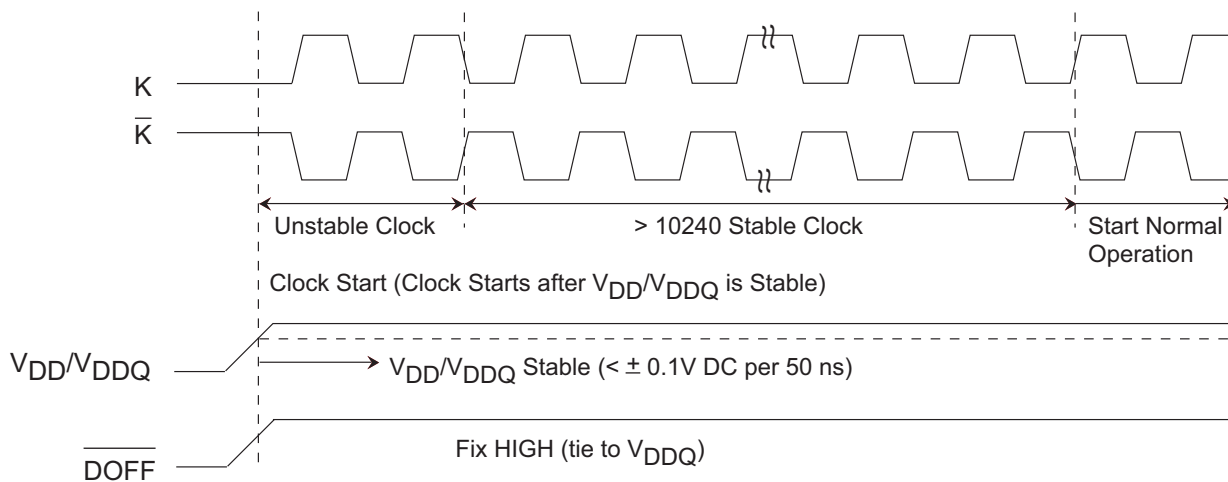 K
K̅
Unstable Clock
> 10240 Stable Clock
Start Normal
Operation
Clock Start (Clock Starts after VDD/VDDQ is Stable)
VDD/VDDQ
VDD/VDDQ Stable (< ± 0.1V DC per 50 ns)
D̅O̅F̅F̅
Fix HIGH (tie to VDDQ)